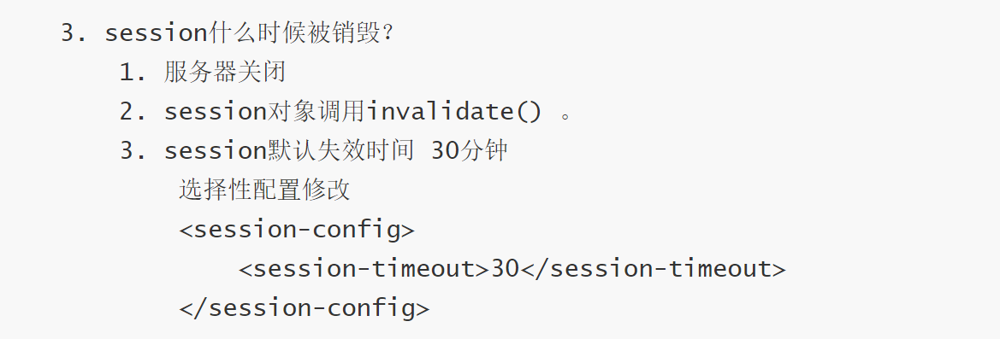 3. session什么时候被销毁？
1. 服务器关闭
2. session对象调用invalidate() 。
3. session默认失效时间 30分钟
选择性配置修改
<session-config>
<session-timeout>30</session-timeout>
</session-config>